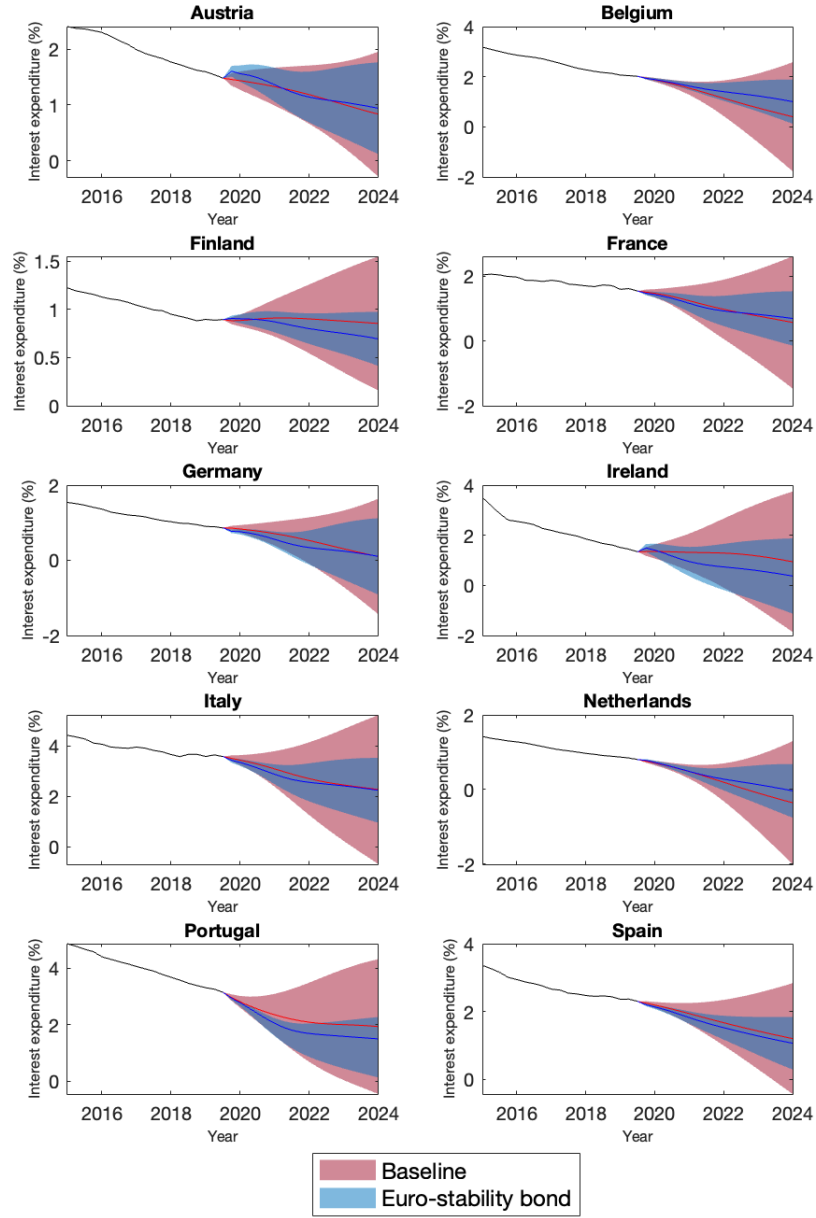 Austria
Interest expenditure (%)
2
1
0
2016 2018 2020 2022 2024
Year
Belgium
Interest expenditure (%)
4
2
0
-2
2016 2018 2020 2022 2024
Year
Finland
Interest expenditure (%)
1.5
1
0.5
0
2016 2018 2020 2022 2024
Year
France
Interest expenditure (%)
2
0
-2
2016 2018 2020 2022 2024
Year
Germany
Interest expenditure (%)
2
0
-2
2016 2018 2020 2022 2024
Year
Ireland
Interest expenditure (%)
4
2
0
-2
2016 2018 2020 2022 2024
Year
Italy
Interest expenditure (%)
4
2
0
2016 2018 2020 2022 2024
Year
Netherlands
Interest expenditure (%)
2
0
-2
2016 2018 2020 2022 2024
Year
Portugal
Interest expenditure (%)
4
2
0
2016 2018 2020 2022 2024
Year
Spain
Interest expenditure (%)
4
2
0
2016 2018 2020 2022 2024
Year
Baseline
Euro-stability bond